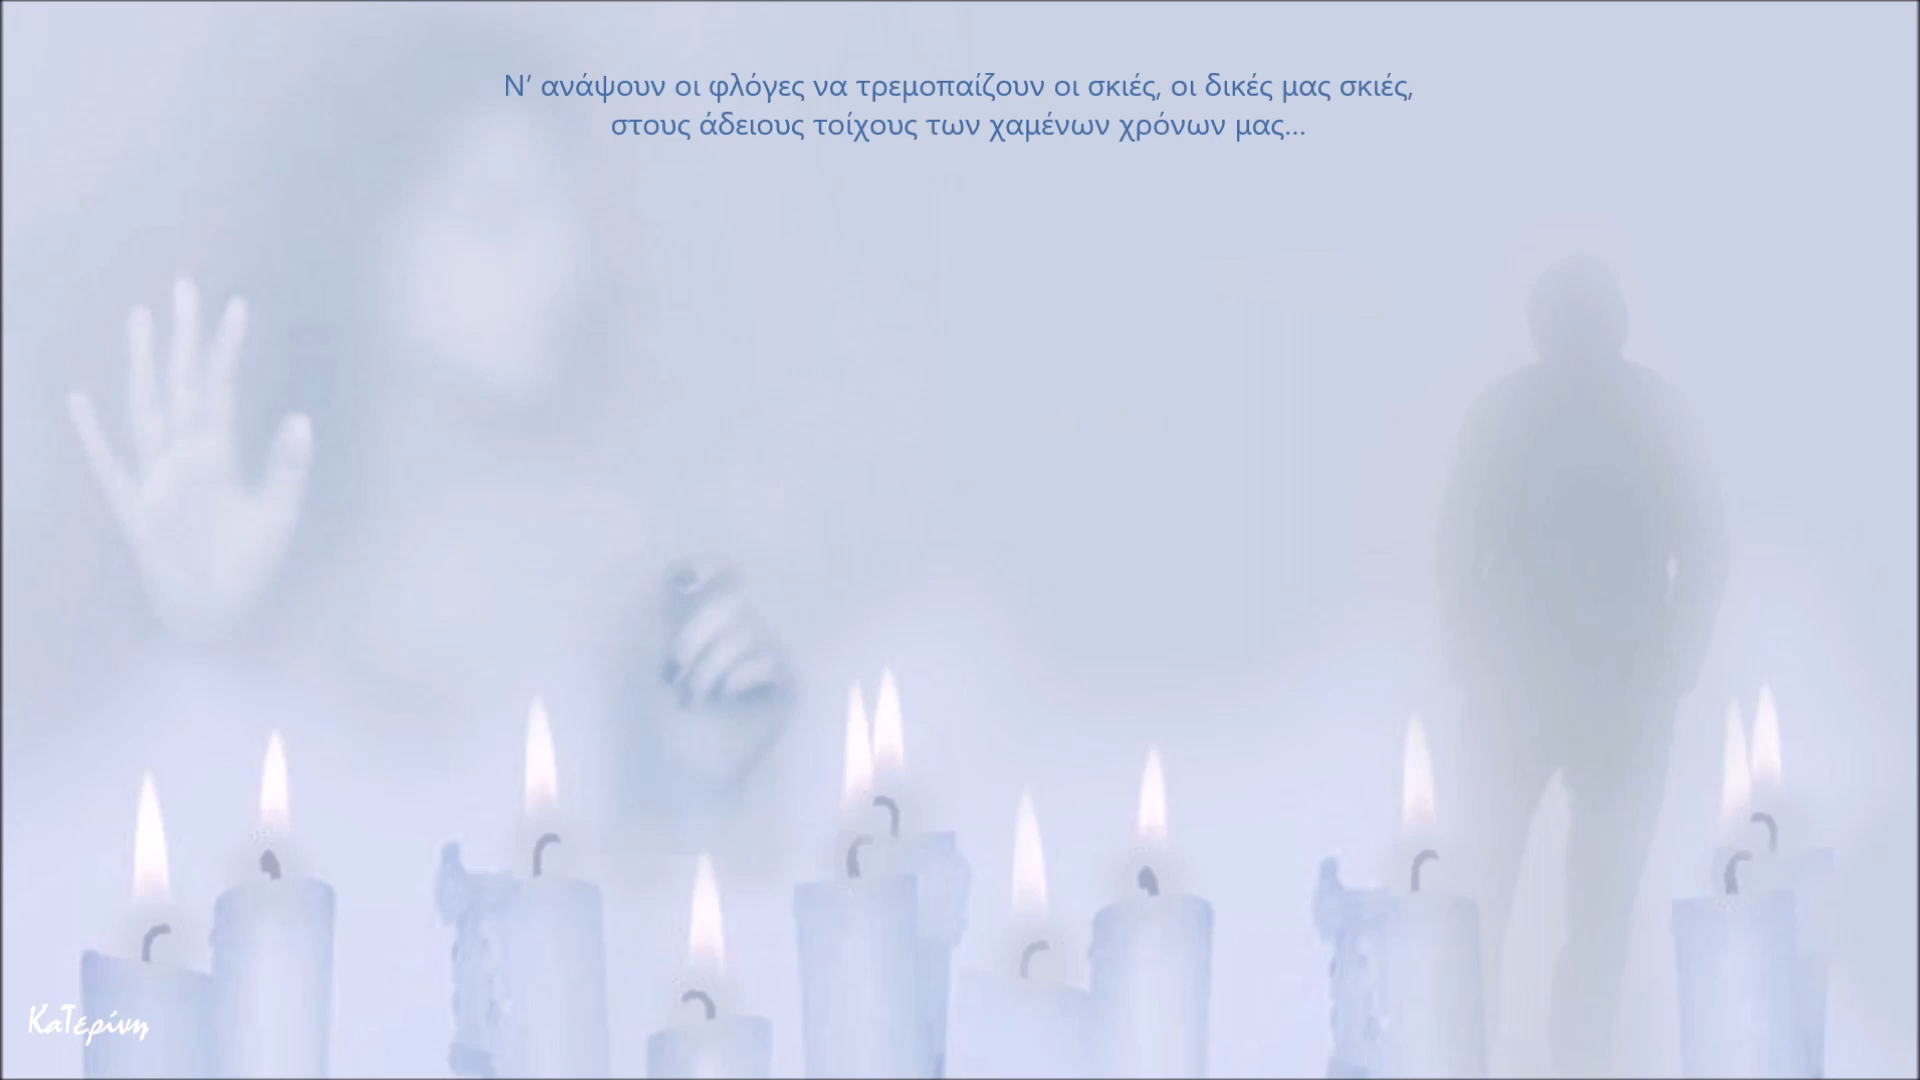 Ν’ ανάψουν οι φλόγες να τρεμοπαίζουν οι σκιές, οι δικές μας σκιές,
στους άδειους τοίχους των χαμένων χρόνων μας...
ΚαΤερίνη